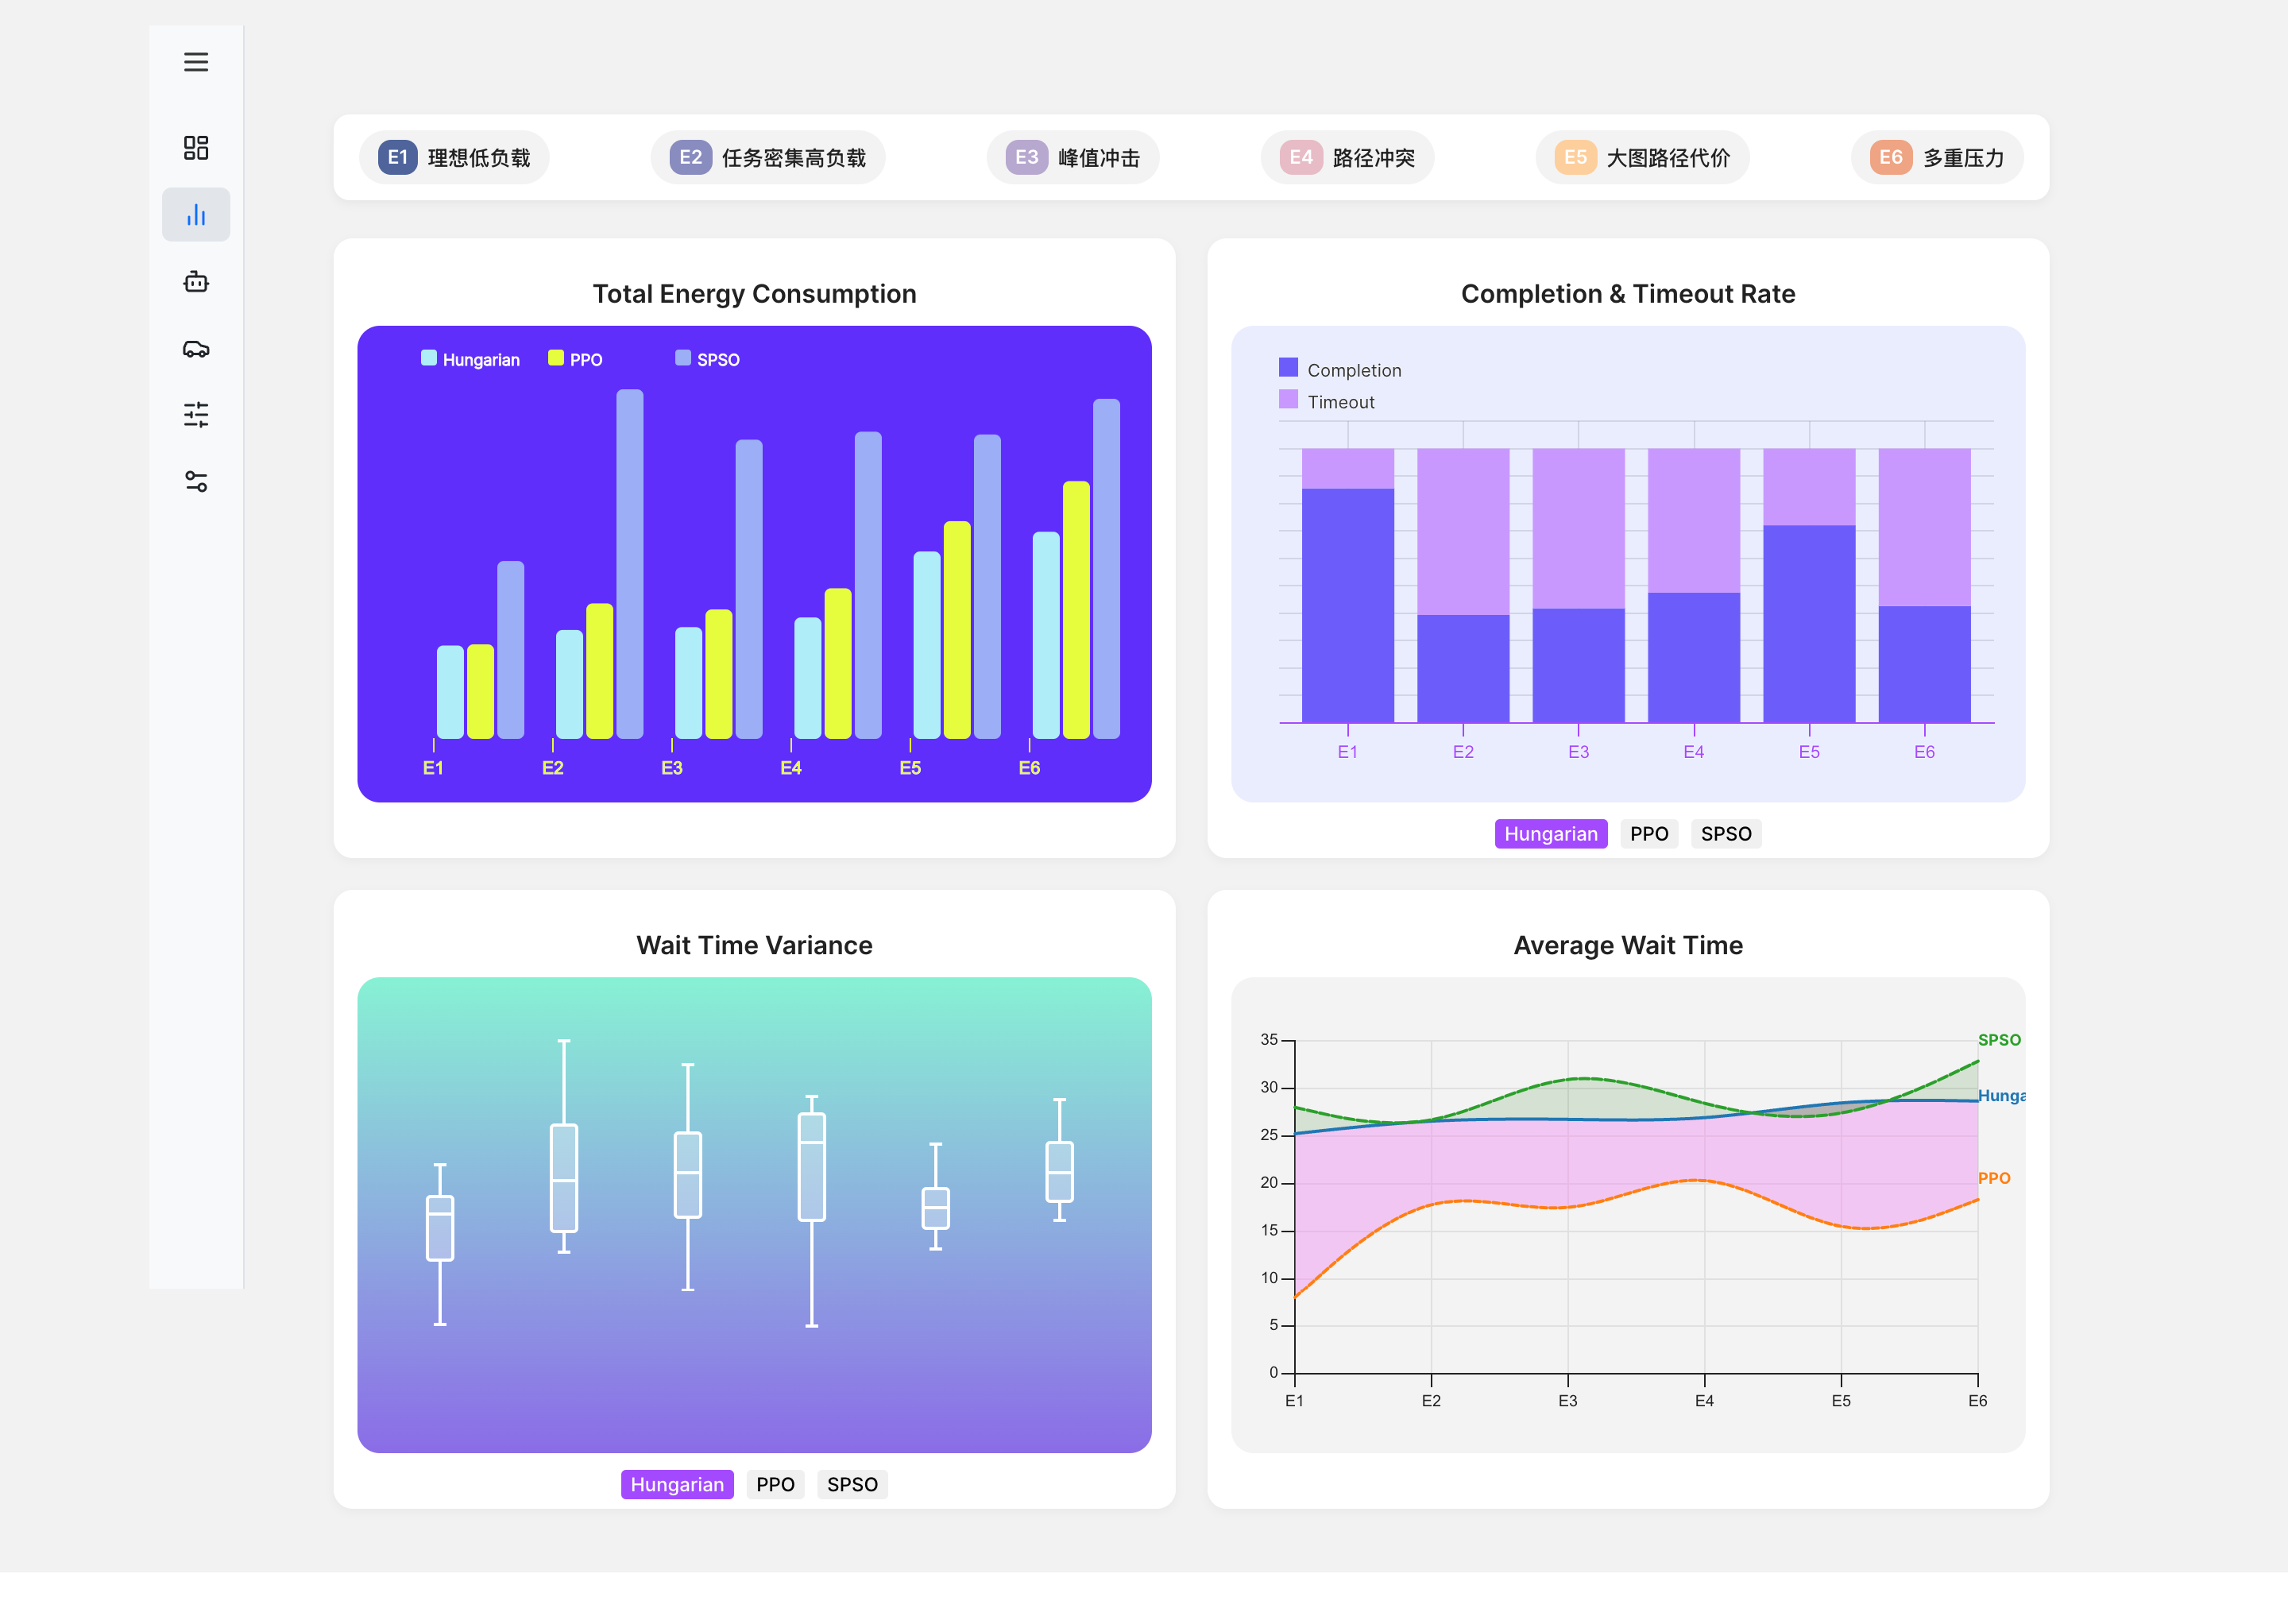 E1 理想低负载
E2 任务密集高负载
E3 峰值冲击
E4 路径冲突
E5 大图路径代价
E6 多重压力
Total Energy Consumption
Hungarian PPO SPSO
E1 E2 E3 E4 E5 E6
Completion & Timeout Rate
Completion
Timeout
E1 E2 E3 E4 E5 E6
Hungarian PPO SPSO
Wait Time Variance
Hungarian PPO SPSO
Average Wait Time
35
30
25
20
15
10
5
0
SPSO
Hunga
PPO
E1 E2 E3 E4 E5 E6